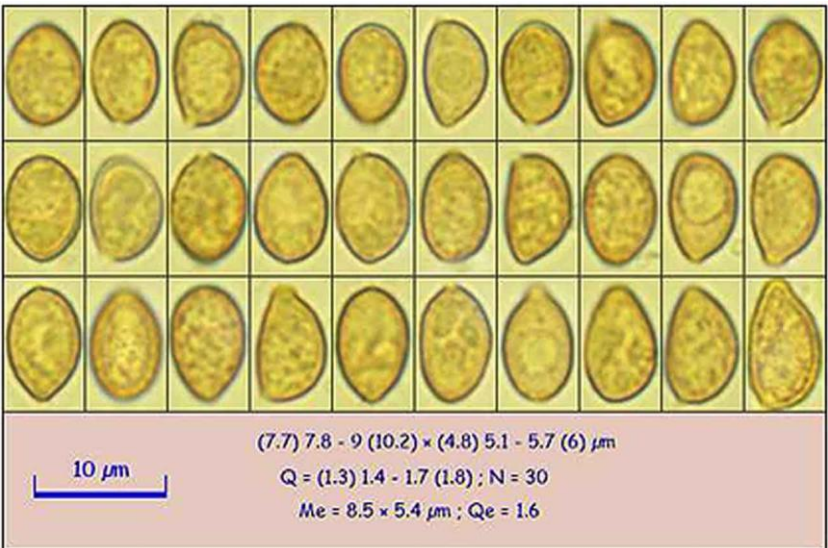 (7.7) 7.8 - 9 (10.2) × (4.8) 5.1 - 5.7 (6) µm
10 µm
Q = (1.3) 1.4 - 1.7 (1.8) ; N = 30
Me = 8.5 × 5.4 µm ; Qe = 1.6